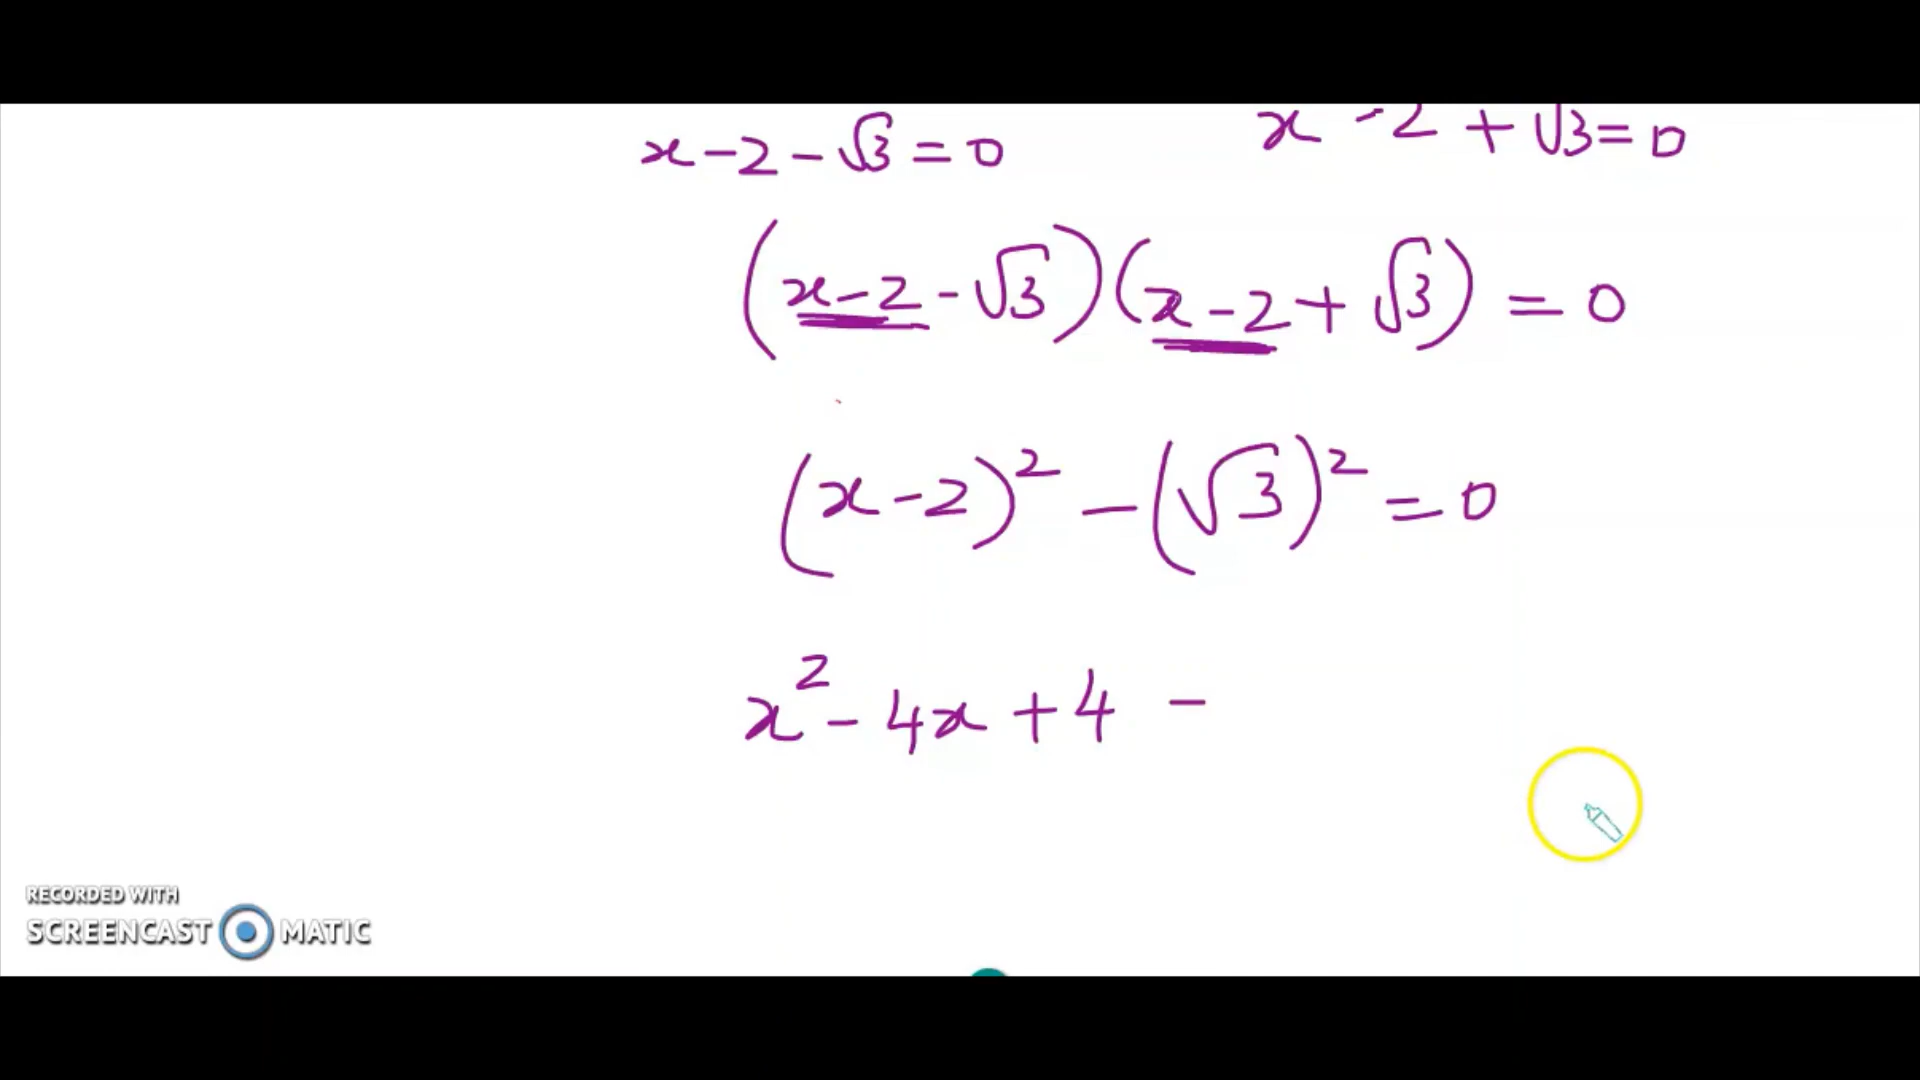 x-2-√3=0 x-2+√3=0
(x-2-√3)(x-2+√3)=0
(x-2)²-(√3)²=0
x²-4x+4 -
RECORDED WITH
SCREENCAST MATIC